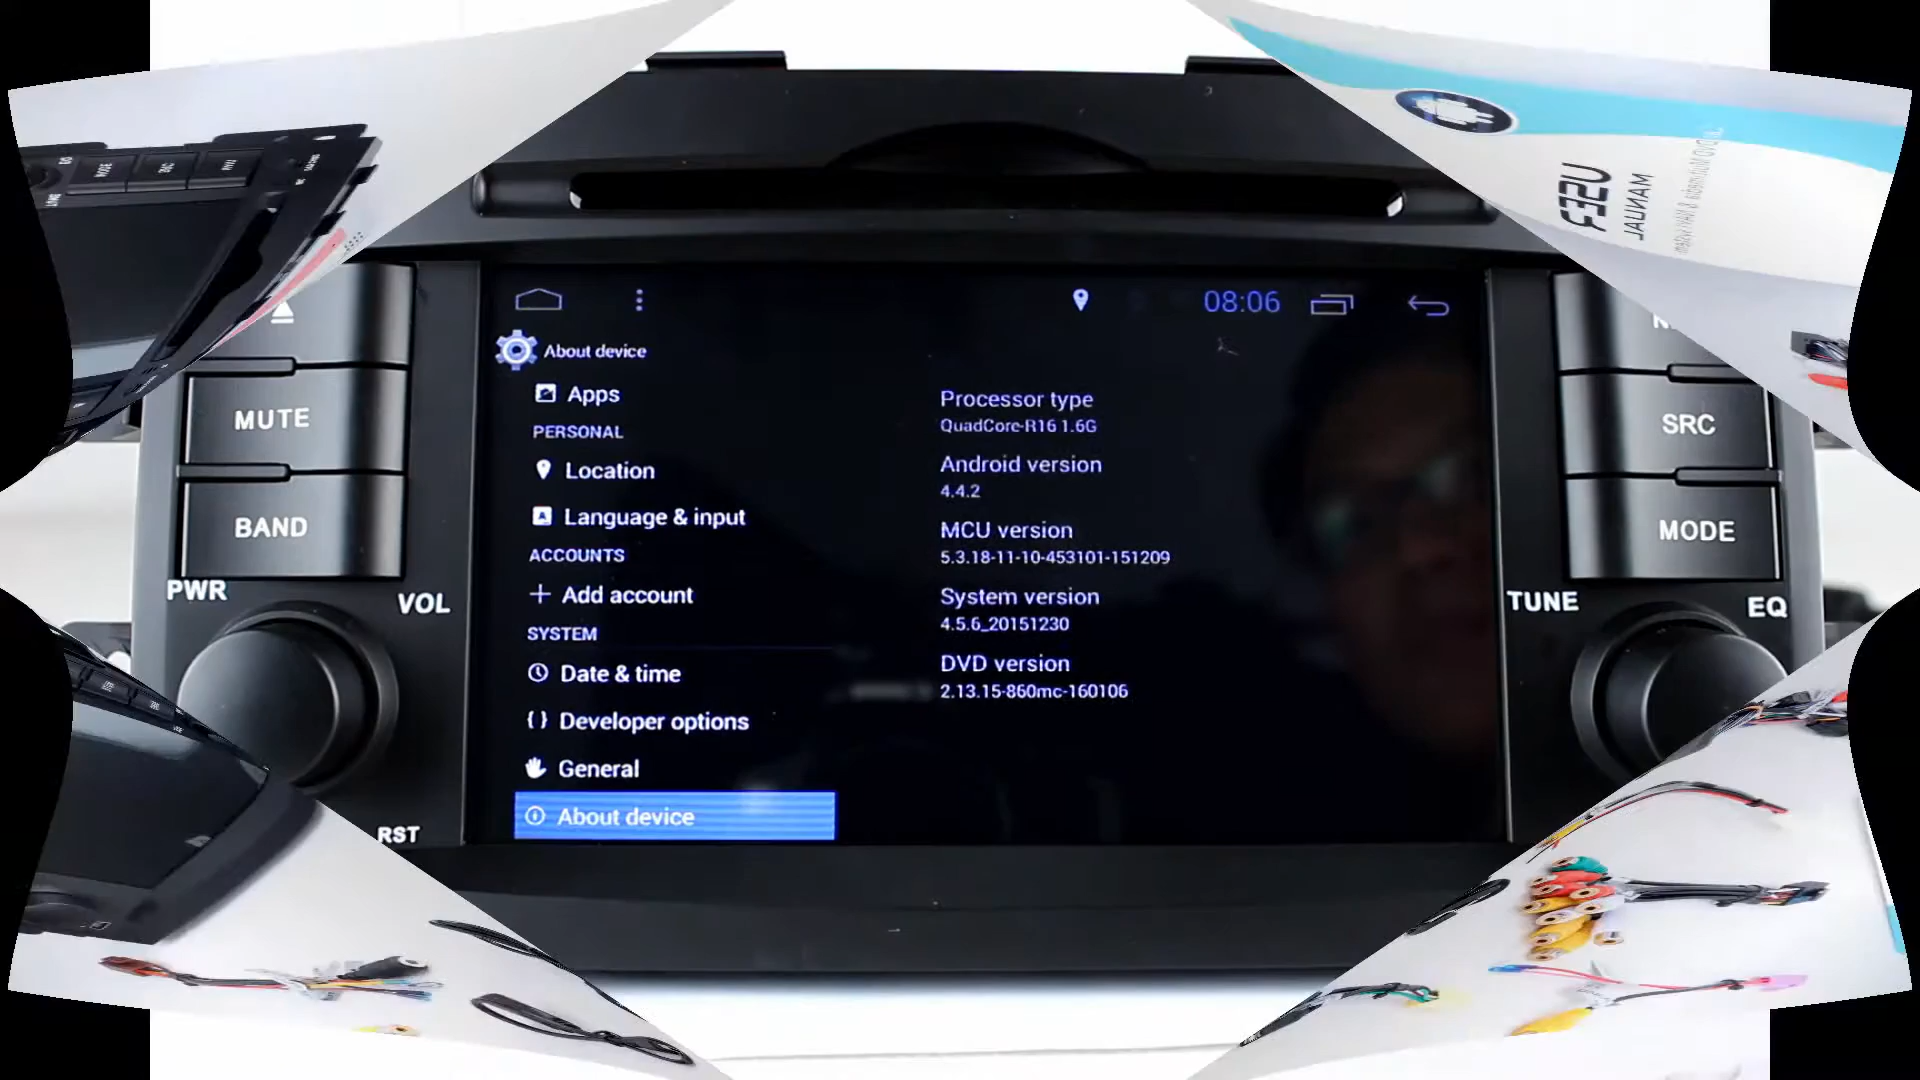 USER
MANUAL
08:06
About device
Apps
PERSONAL
Location
Language & input
ACCOUNTS
Add account
SYSTEM
Date & time
Developer options
General
About device
Processor type
QuadCore-R16 1.6G
Android version
4.4.2
MCU version
5.3.18-11-10-453101-151209
System version
4.5.6_20151230
DVD version
2.13.15-860mc-160106
MUTE
BAND
PWR
VOL
RST
SRC
MODE
TUNE
EQ